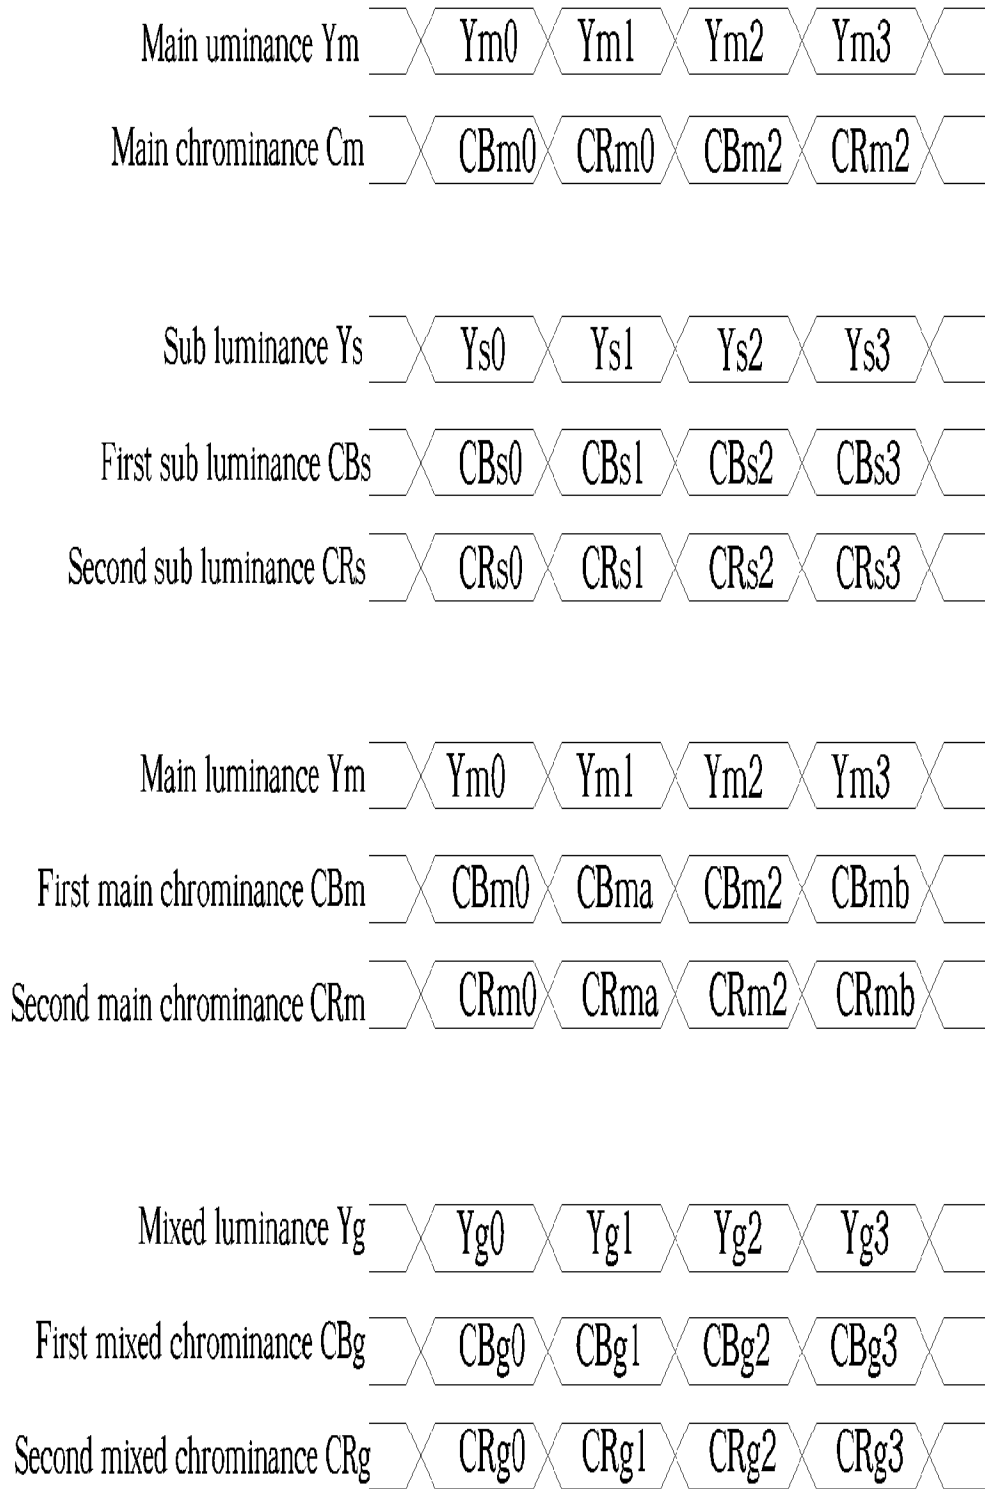 Main uminance Ym Ym0 Ym1 Ym2 Ym3
Main chrominance Cm CBm0 CRm0 CBm2 CRm2
Sub luminance Ys Ys0 Ys1 Ys2 Ys3
First sub luminance CBs CBs0 CBs1 CBs2 CBs3
Second sub luminance CRs CRs0 CRs1 CRs2 CRs3
Main luminance Ym Ym0 Ym1 Ym2 Ym3
First main chrominance CBm CBm0 CBma CBm2 CBmb
Second main chrominance CRm CRm0 CRma CRm2 CRmb
Mixed luminance Yg Yg0 Yg1 Yg2 Yg3
First mixed chrominance CBg CBg0 CBg1 CBg2 CBg3
Second mixed chrominance CRg CRg0 CRg1 CRg2 CRg3